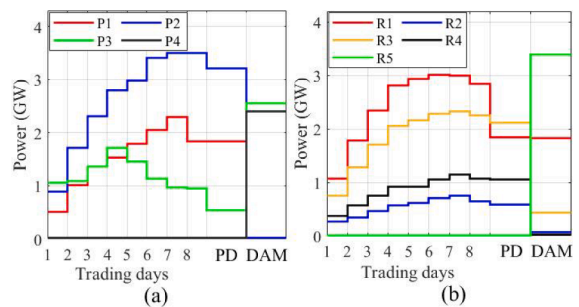 P1 P2
P3 P4
Power (GW)
4
3
2
1
0
1 2 3 4 5 6 7 8 PD DAM
Trading days
(a)
R1 R2
R3 R4
R5
Power (GW)
4
3
2
1
0
1 2 3 4 5 6 7 8 PD DAM
Trading days
(b)